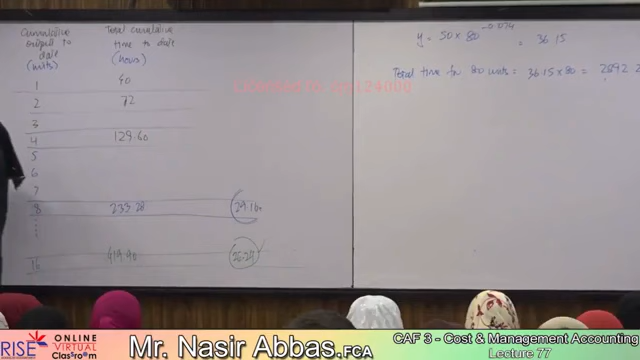 Cumulative Total cumulative
output to time to date
date
(units) (hours)
1 40
2 72
3
4 129.60
5
6
7
8 233.28 29.16
16 419.90 26.24
y = 50 × 80^-0.074 = 36.15
Total time for 80 units = 36.15 × 80 = 2892
RISE ONLINE VIRTUAL Classroom
Mr. Nasir Abbas.FCA
CAF 3 - Cost & Management Accounting
Lecture 77